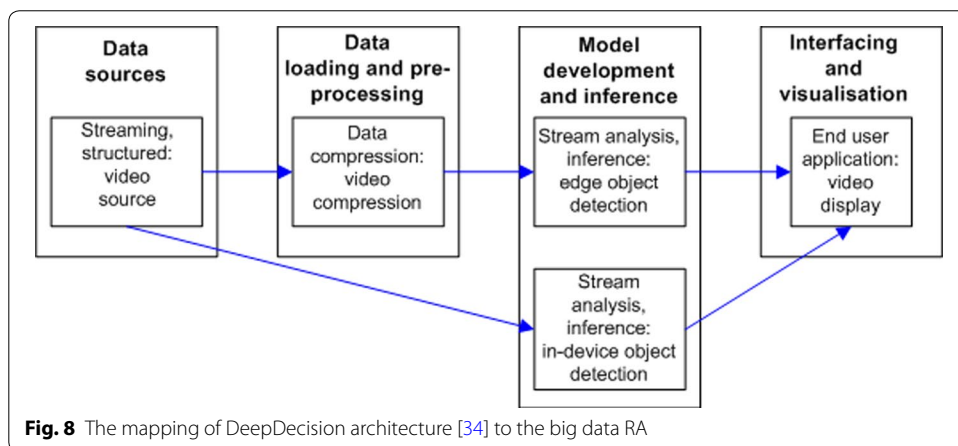 Data
sources
Streaming,
structured:
video
source
Data
loading and pre-
processing)
Data
compression:
video
compression
Model
development
and inference
Stream analysis,
inference:
edge object
detection
Stream
analysis,
inference:
in-device object
detection
Interfacing
and
visualisation
End user
application:
video
display
Fig. 8 The mapping of DeepDecision architecture [34] to the big data RA